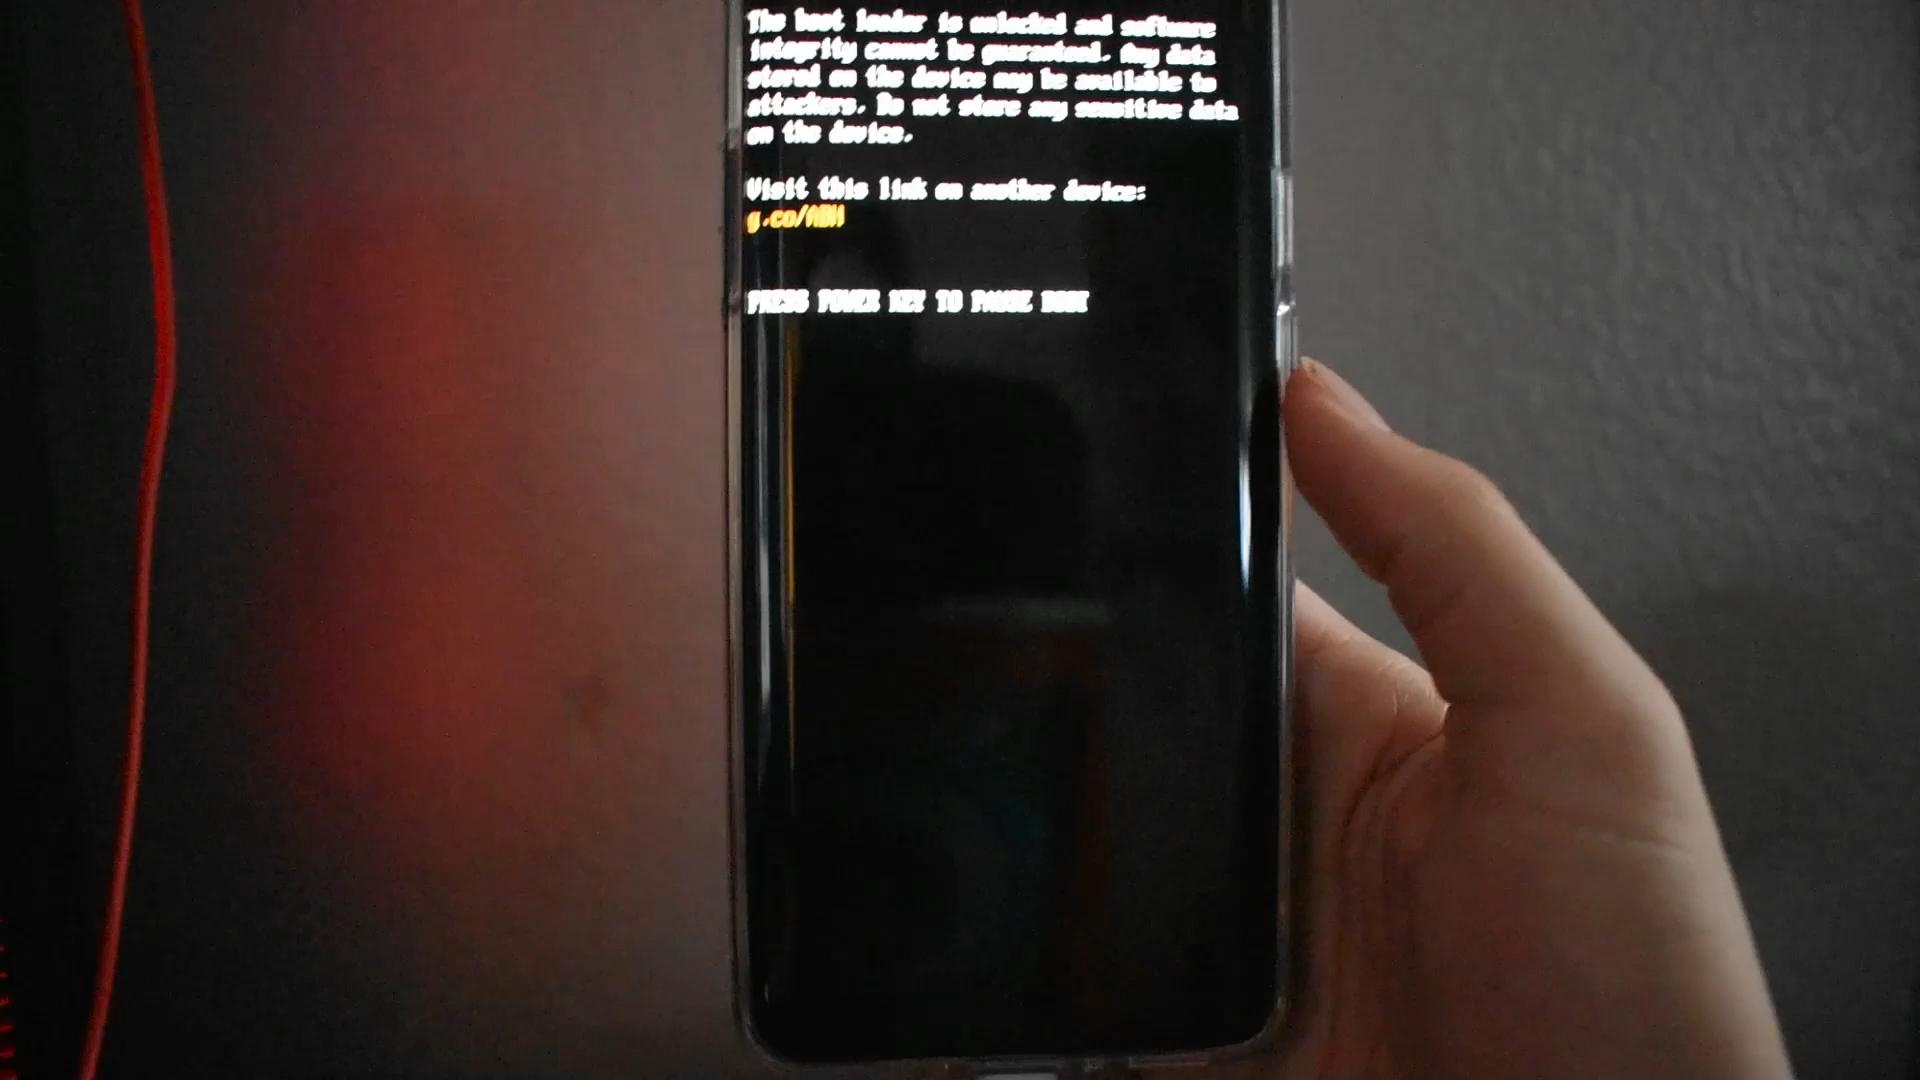 The boot loader is unlocked and software
integrity cannot be guaranteed. Any data
stored on the device may be available to
attackers. Do not store any sensitive data
on the device.
Visit this link on another device:
g.co/ABH
PRESS POWER KEY TO PAUSE BOOT